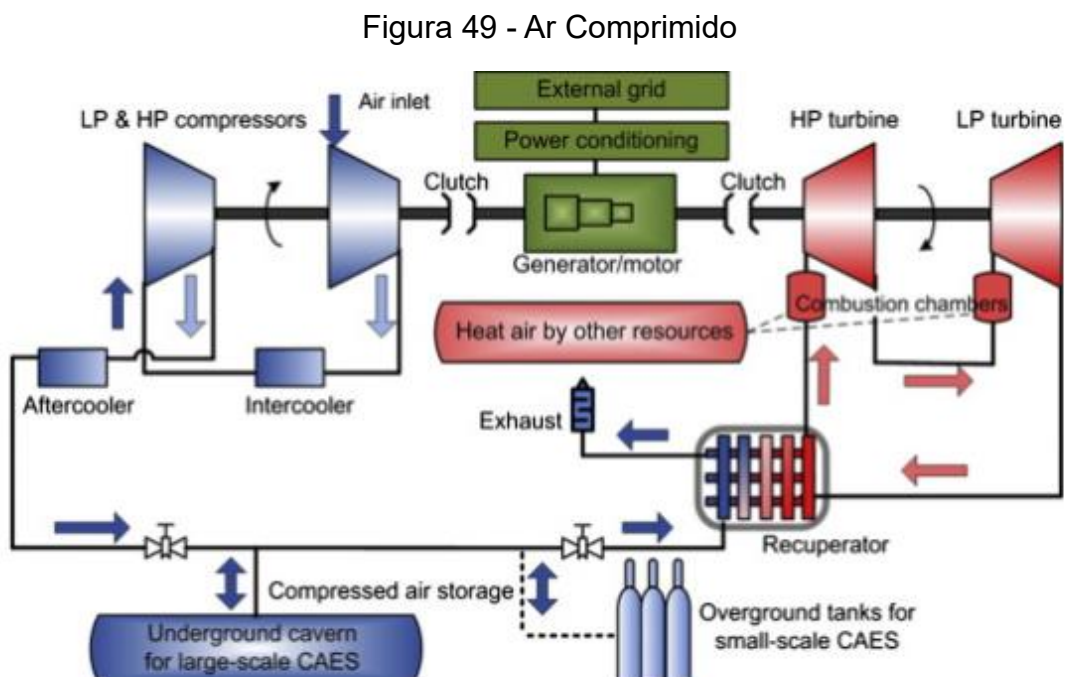 Figura 49 - Ar Comprimido
External grid
Air inlet
LP & HP compressors
Power conditioning
HP turbine
LP turbine
Clutch
Clutch
Generator/motor
Combustion chambers
Heat air by other resources
Aftercooler
Intercooler
Exhaust
Recuperator
Compressed air storage
Overground tanks for
small-scale CAES
Underground cavern
for large-scale CAES